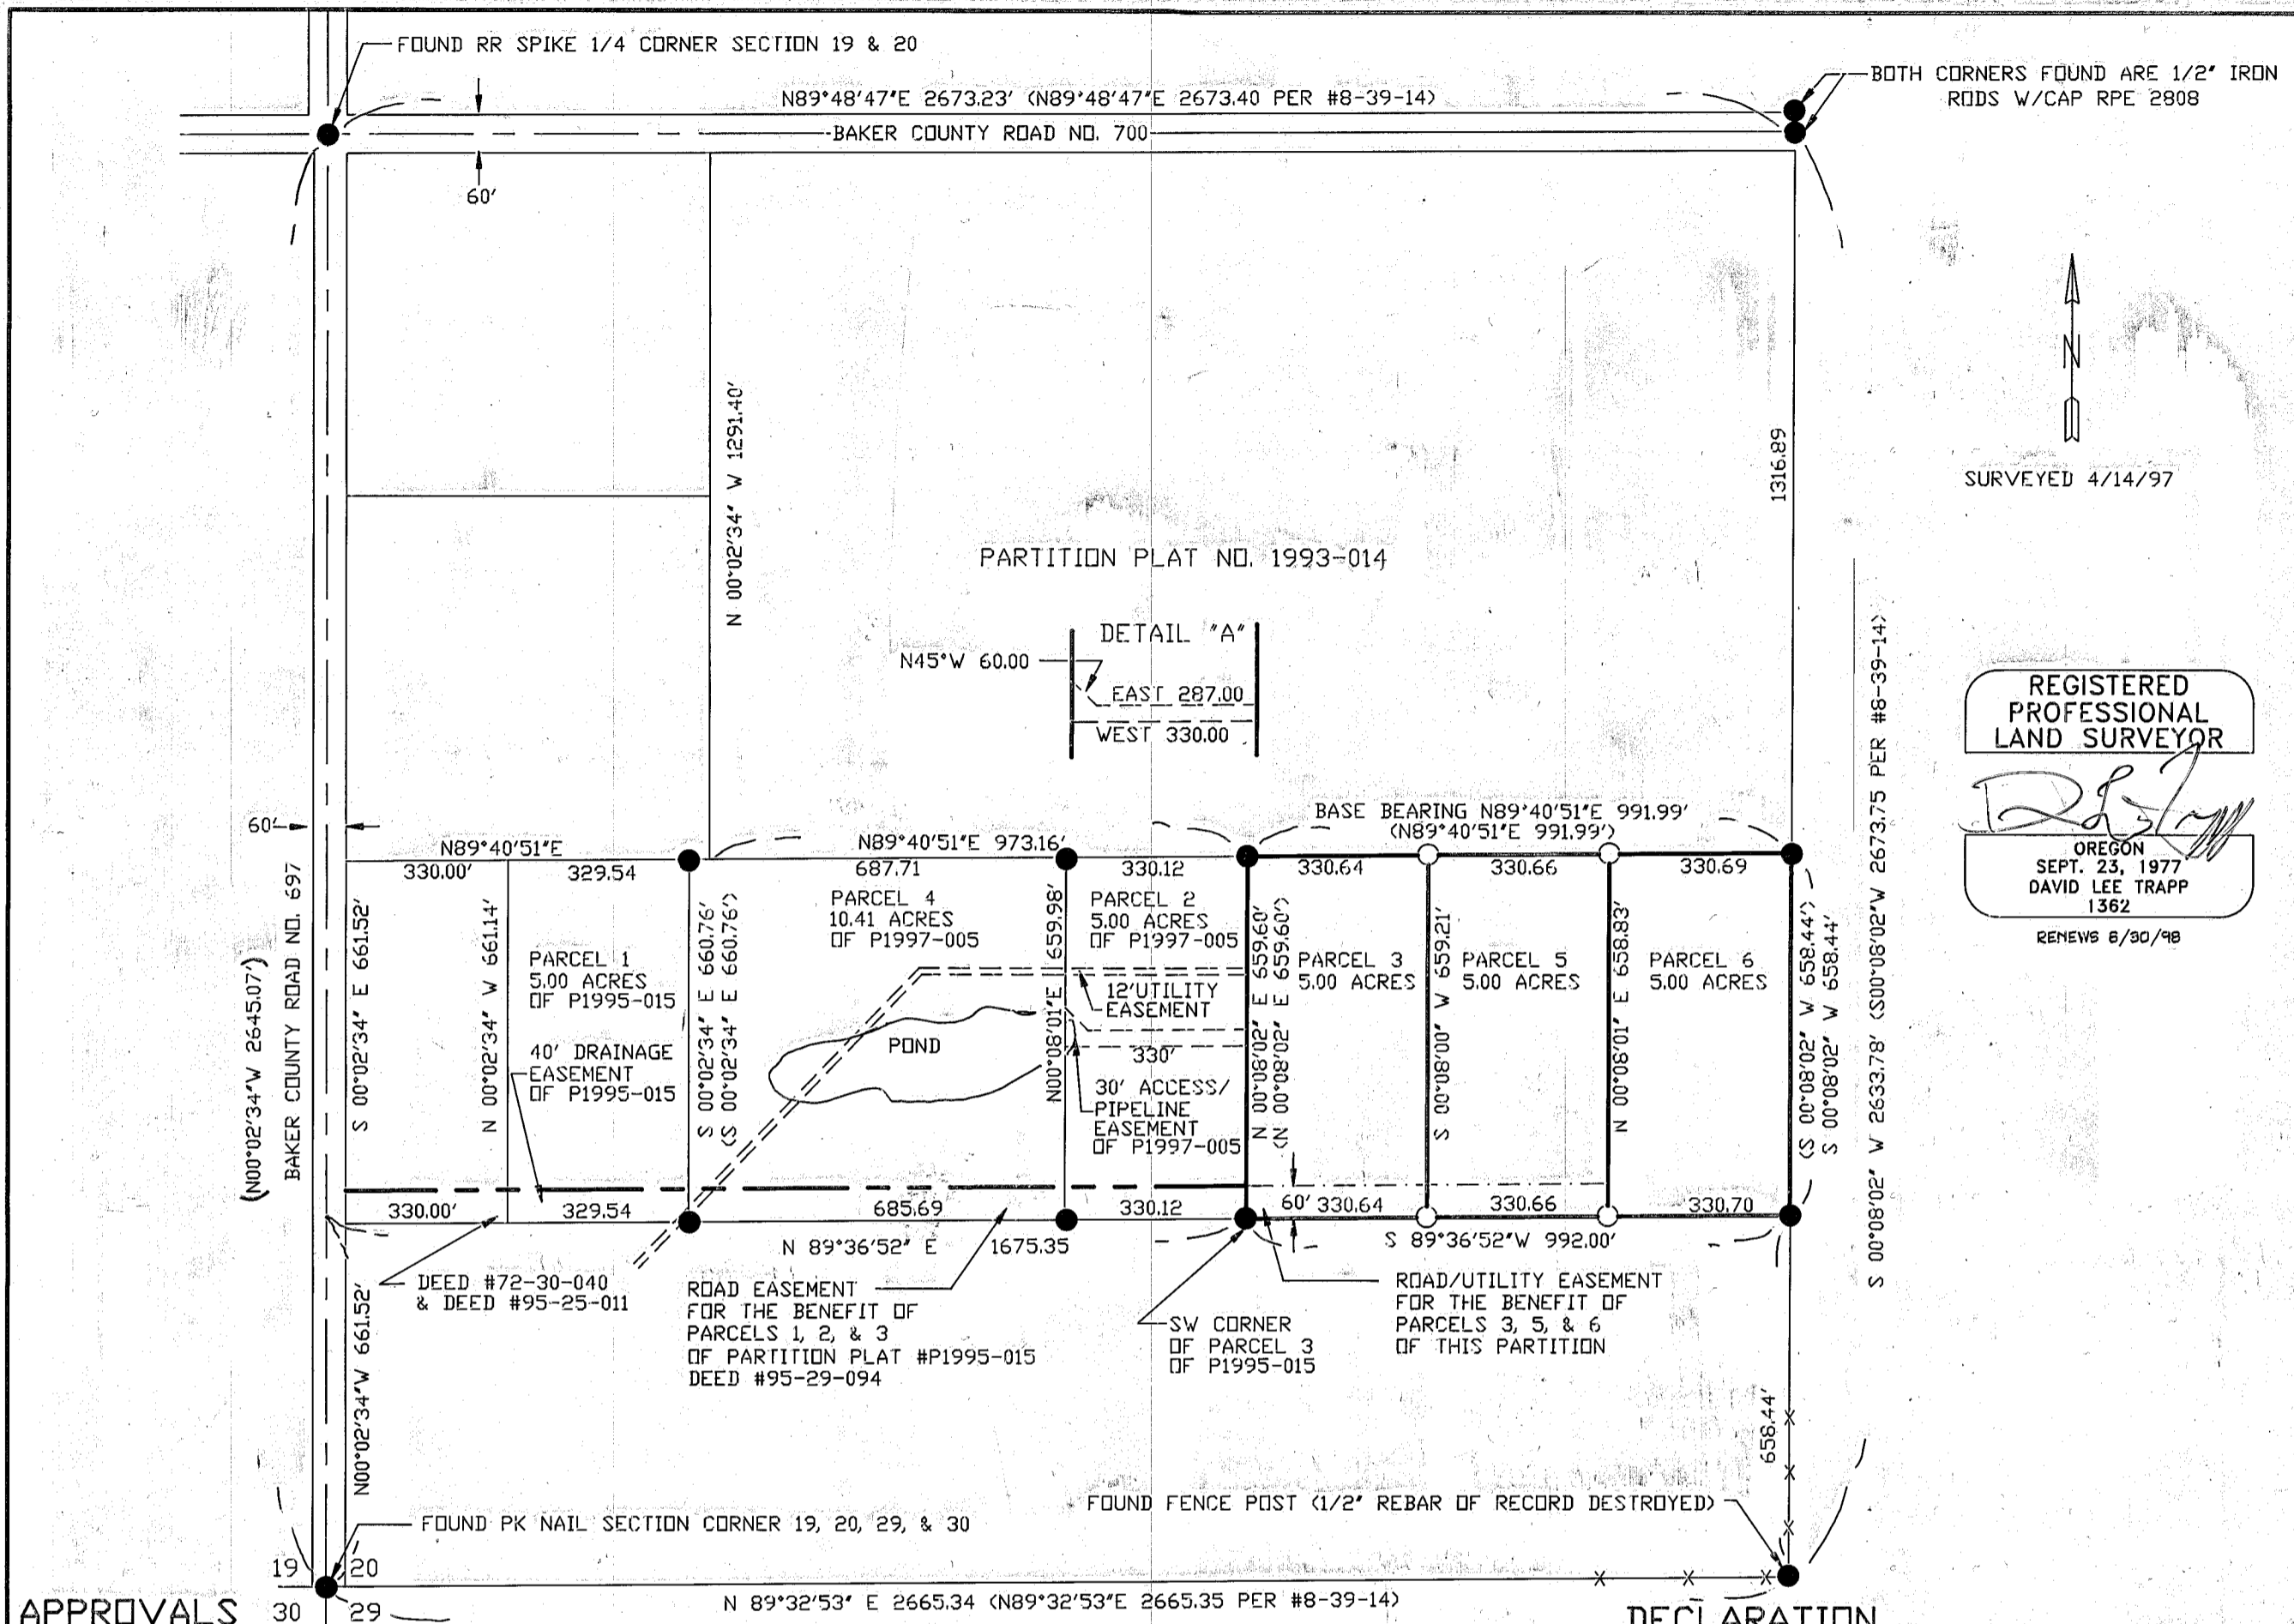 FOUND RR SPIKE 1/4 CORNER SECTION 19 & 20
BOTH CORNERS FOUND ARE 1/2" IRON
RODS W/CAP RPE 2808
N89°48'47"E 2673.23' (N89°48'47"E 2673.40 PER #8-39-14)
BAKER COUNTY ROAD NO. 700
60'
N 00°02'34" W 1291.40'
1316.89
N
SURVEYED 4/14/97
PARTITION PLAT NO. 1993-014
DETAIL "A"
N45°W 60.00
EAST 287.00
WEST 330.00
S 00°08'02" W 2633.78' (S00°08'02"W 2673.75 PER #8-39-14)
REGISTERED
PROFESSIONAL
LAND SURVEYOR
OREGON
SEPT. 23, 1977
DAVID LEE TRAPP
1362
RENEWS 6/30/98
BASE BEARING N89°40'51"E 991.99'
(N89°40'51"E 991.99')
60'
N89°40'51"E
N89°40'51"E 973.16'
330.00'
329.54
687.71
330.12
330.64
330.66
330.69
(N00°02'34"W 2645.07')
BAKER COUNTY ROAD NO. 697
S 00°02'34" E 661.52'
N 00°02'34" W 661.14'
PARCEL 1
5.00 ACRES
OF P1995-015
40' DRAINAGE
EASEMENT
OF P1995-015
S 00°02'34" E 660.76'
(S 00°02'34" E 660.76')
PARCEL 4
10.41 ACRES
OF P1997-005
POND
N00°08'01"E 659.98'
PARCEL 2
5.00 ACRES
OF P1997-005
12'UTILITY
EASEMENT
330'
30' ACCESS/
PIPELINE
EASEMENT
OF P1997-005
N 00°08'02" E 659.60'
(N 00°08'02" E 659.60')
PARCEL 3
5.00 ACRES
S 00°08'00" W 659.21'
PARCEL 5
5.00 ACRES
N 00°08'01" E 658.83'
PARCEL 6
5.00 ACRES
(S 00°08'02" W 658.44')
S 00°08'02" W 658.44'
330.00'
329.54
685.69
330.12
60'
330.64
330.66
330.70
N 89°36'52" E 1675.35
S 89°36'52"W 992.00'
DEED #72-30-040
& DEED #95-25-011
ROAD EASEMENT
FOR THE BENEFIT OF
PARCELS 1, 2, & 3
OF PARTITION PLAT #P1995-015
DEED #95-29-094
SW CORNER
OF PARCEL 3
OF P1995-015
ROAD/UTILITY EASEMENT
FOR THE BENEFIT OF
PARCELS 3, 5, & 6
OF THIS PARTITION
N00°02'34"W 661.52'
658.44'
FOUND FENCE POST (1/2" REBAR OF RECORD DESTROYED)
FOUND PK NAIL SECTION CORNER 19, 20, 29, & 30
19
20
30
29
N 89°32'53" E 2665.34 (N89°32'53"E 2665.35 PER #8-39-14)
APPROVALS
DECLARATION